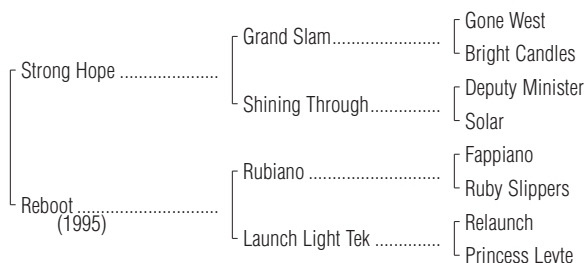 Gone West
Grand Slam..........................
Bright Candles
Strong Hope .......................
Deputy Minister
Shining Through.................
Solar
Fappiano
Rubiano ...............................
Ruby Slippers
Reboot.................................
(1995)
Relaunch
Launch Light Tek ................
Princess Leyte